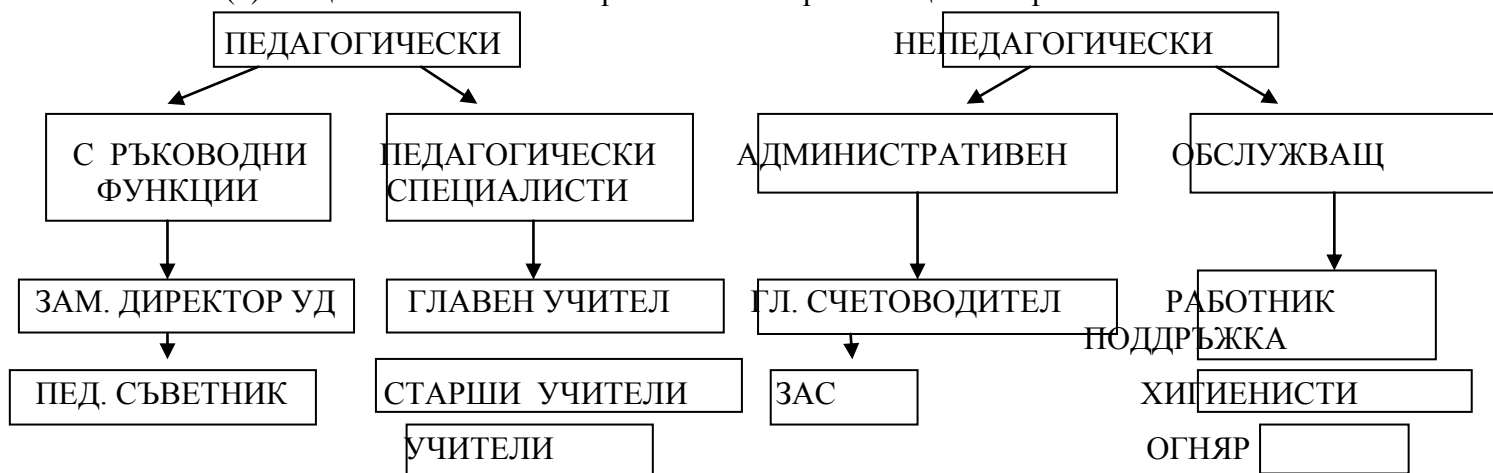 ПЕДАГОГИЧЕСКИ НЕПЕДАГОГИЧЕСКИ
С РЪКОВОДНИ ФУНКЦИИ
ПЕДАГОГИЧЕСКИ СПЕЦИАЛИСТИ
АДМИНИСТРАТИВЕН
ОБСЛУЖВАЩ
ЗАМ. ДИРЕКТОР УД
ГЛАВЕН УЧИТЕЛ
ГЛ. СЧЕТОВОДИТЕЛ
РАБОТНИК
ПОДДРЪЖКА
ПЕД. СЪВЕТНИК
СТАРШИ УЧИТЕЛИ
ЗАС
ХИГИЕНИСТИ
УЧИТЕЛИ
ОГНЯР